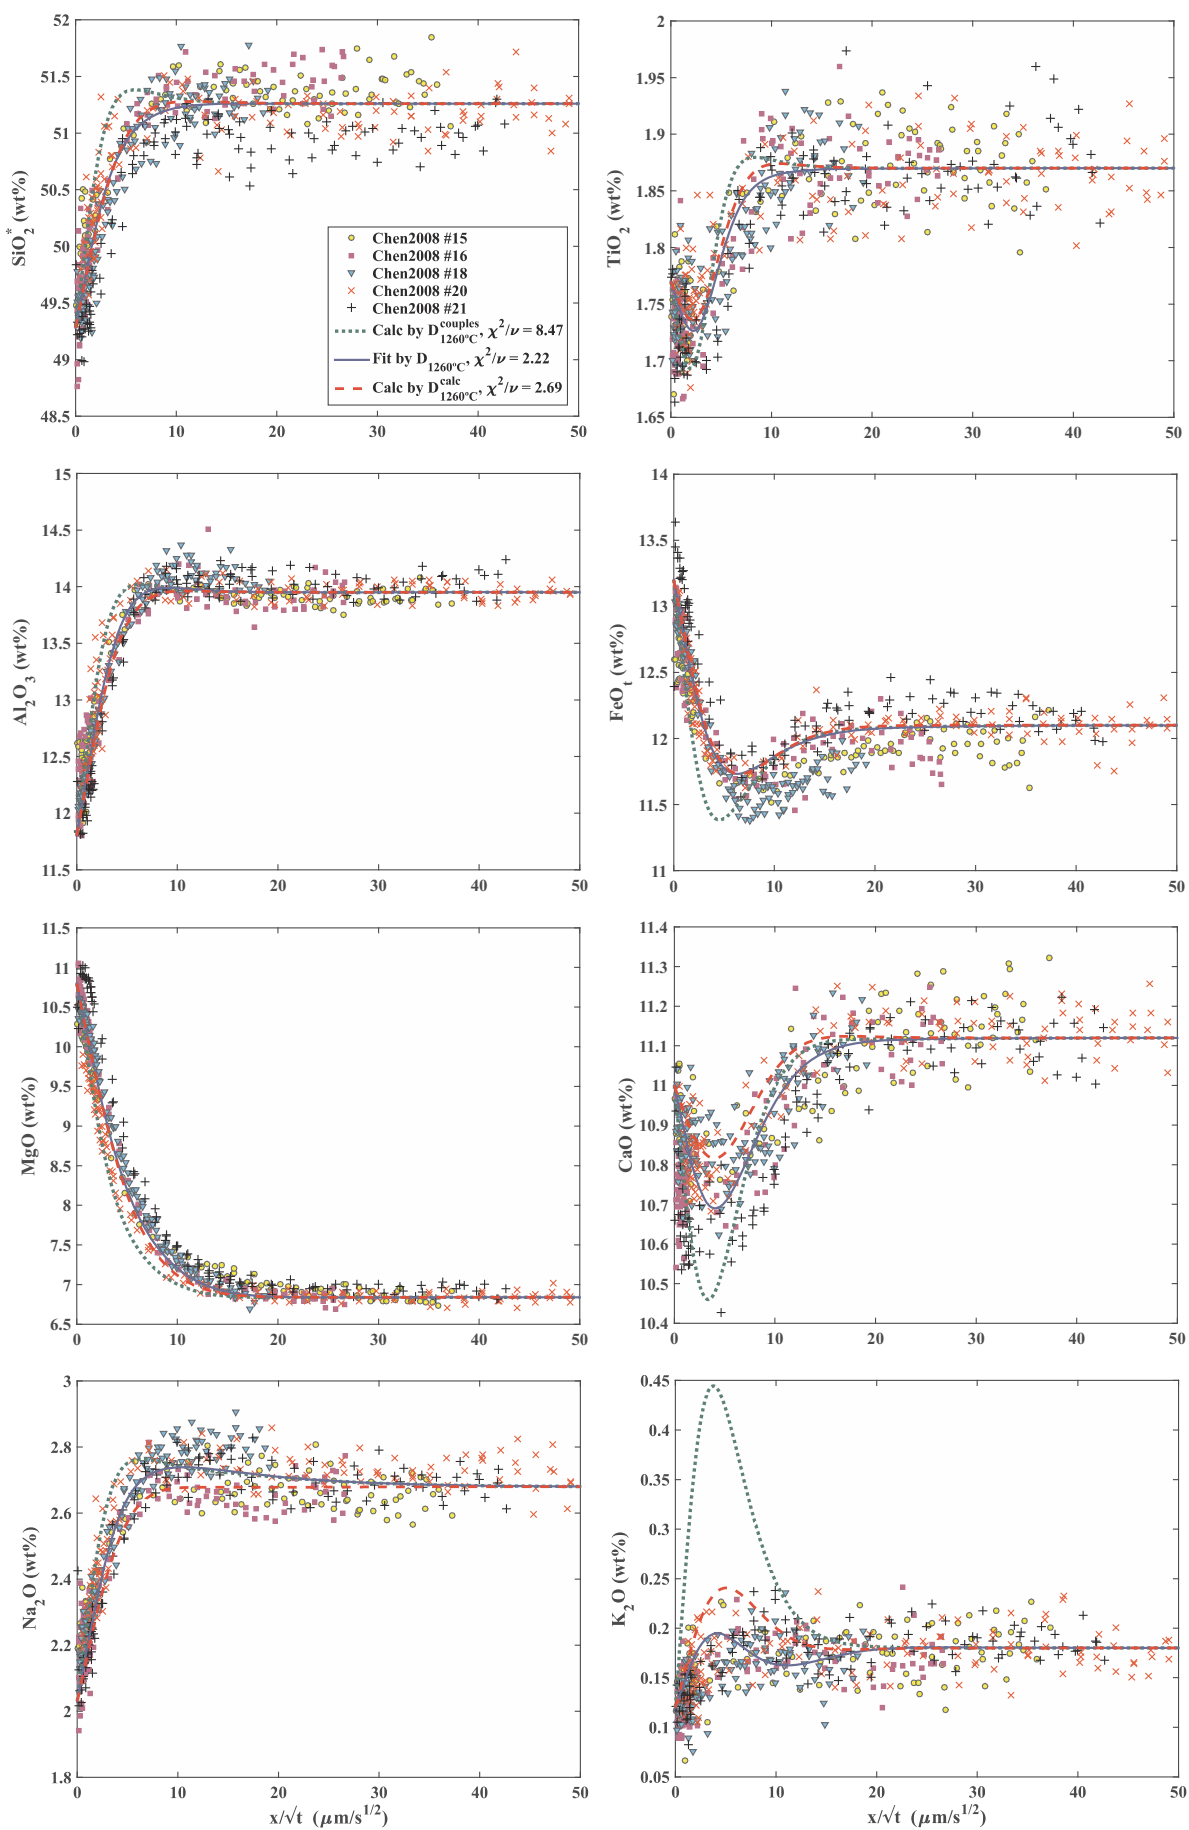 52
51.5
51
50.5
50
49.5
49
48.5
SiO2* (wt%)
0 10 20 30 40 50
Chen2008 #15
Chen2008 #16
Chen2008 #18
Chen2008 #20
Chen2008 #21
Calc by D^couples_1260°C, χ²/ν = 8.47
Fit by D_1260°C, χ²/ν = 2.22
Calc by D^calc_1260°C, χ²/ν = 2.69
2
1.95
1.9
1.85
1.8
1.75
1.7
1.65
TiO2 (wt%)
0 10 20 30 40 50
15
14.5
14
13.5
13
12.5
12
11.5
Al2O3 (wt%)
0 10 20 30 40 50
14
13.5
13
12.5
12
11.5
11
FeOt (wt%)
0 10 20 30 40 50
11.5
11
10.5
10
9.5
9
8.5
8
7.5
7
6.5
MgO (wt%)
0 10 20 30 40 50
11.4
11.3
11.2
11.1
11
10.9
10.8
10.7
10.6
10.5
10.4
CaO (wt%)
0 10 20 30 40 50
3
2.8
2.6
2.4
2.2
2
1.8
Na2O (wt%)
0 10 20 30 40 50
x/√t (μm/s^1/2)
0.45
0.4
0.45
0.3
0.25
0.2
0.15
0.1
0.05
K2O (wt%)
0 10 20 30 40 50
x/√t (μm/s^1/2)